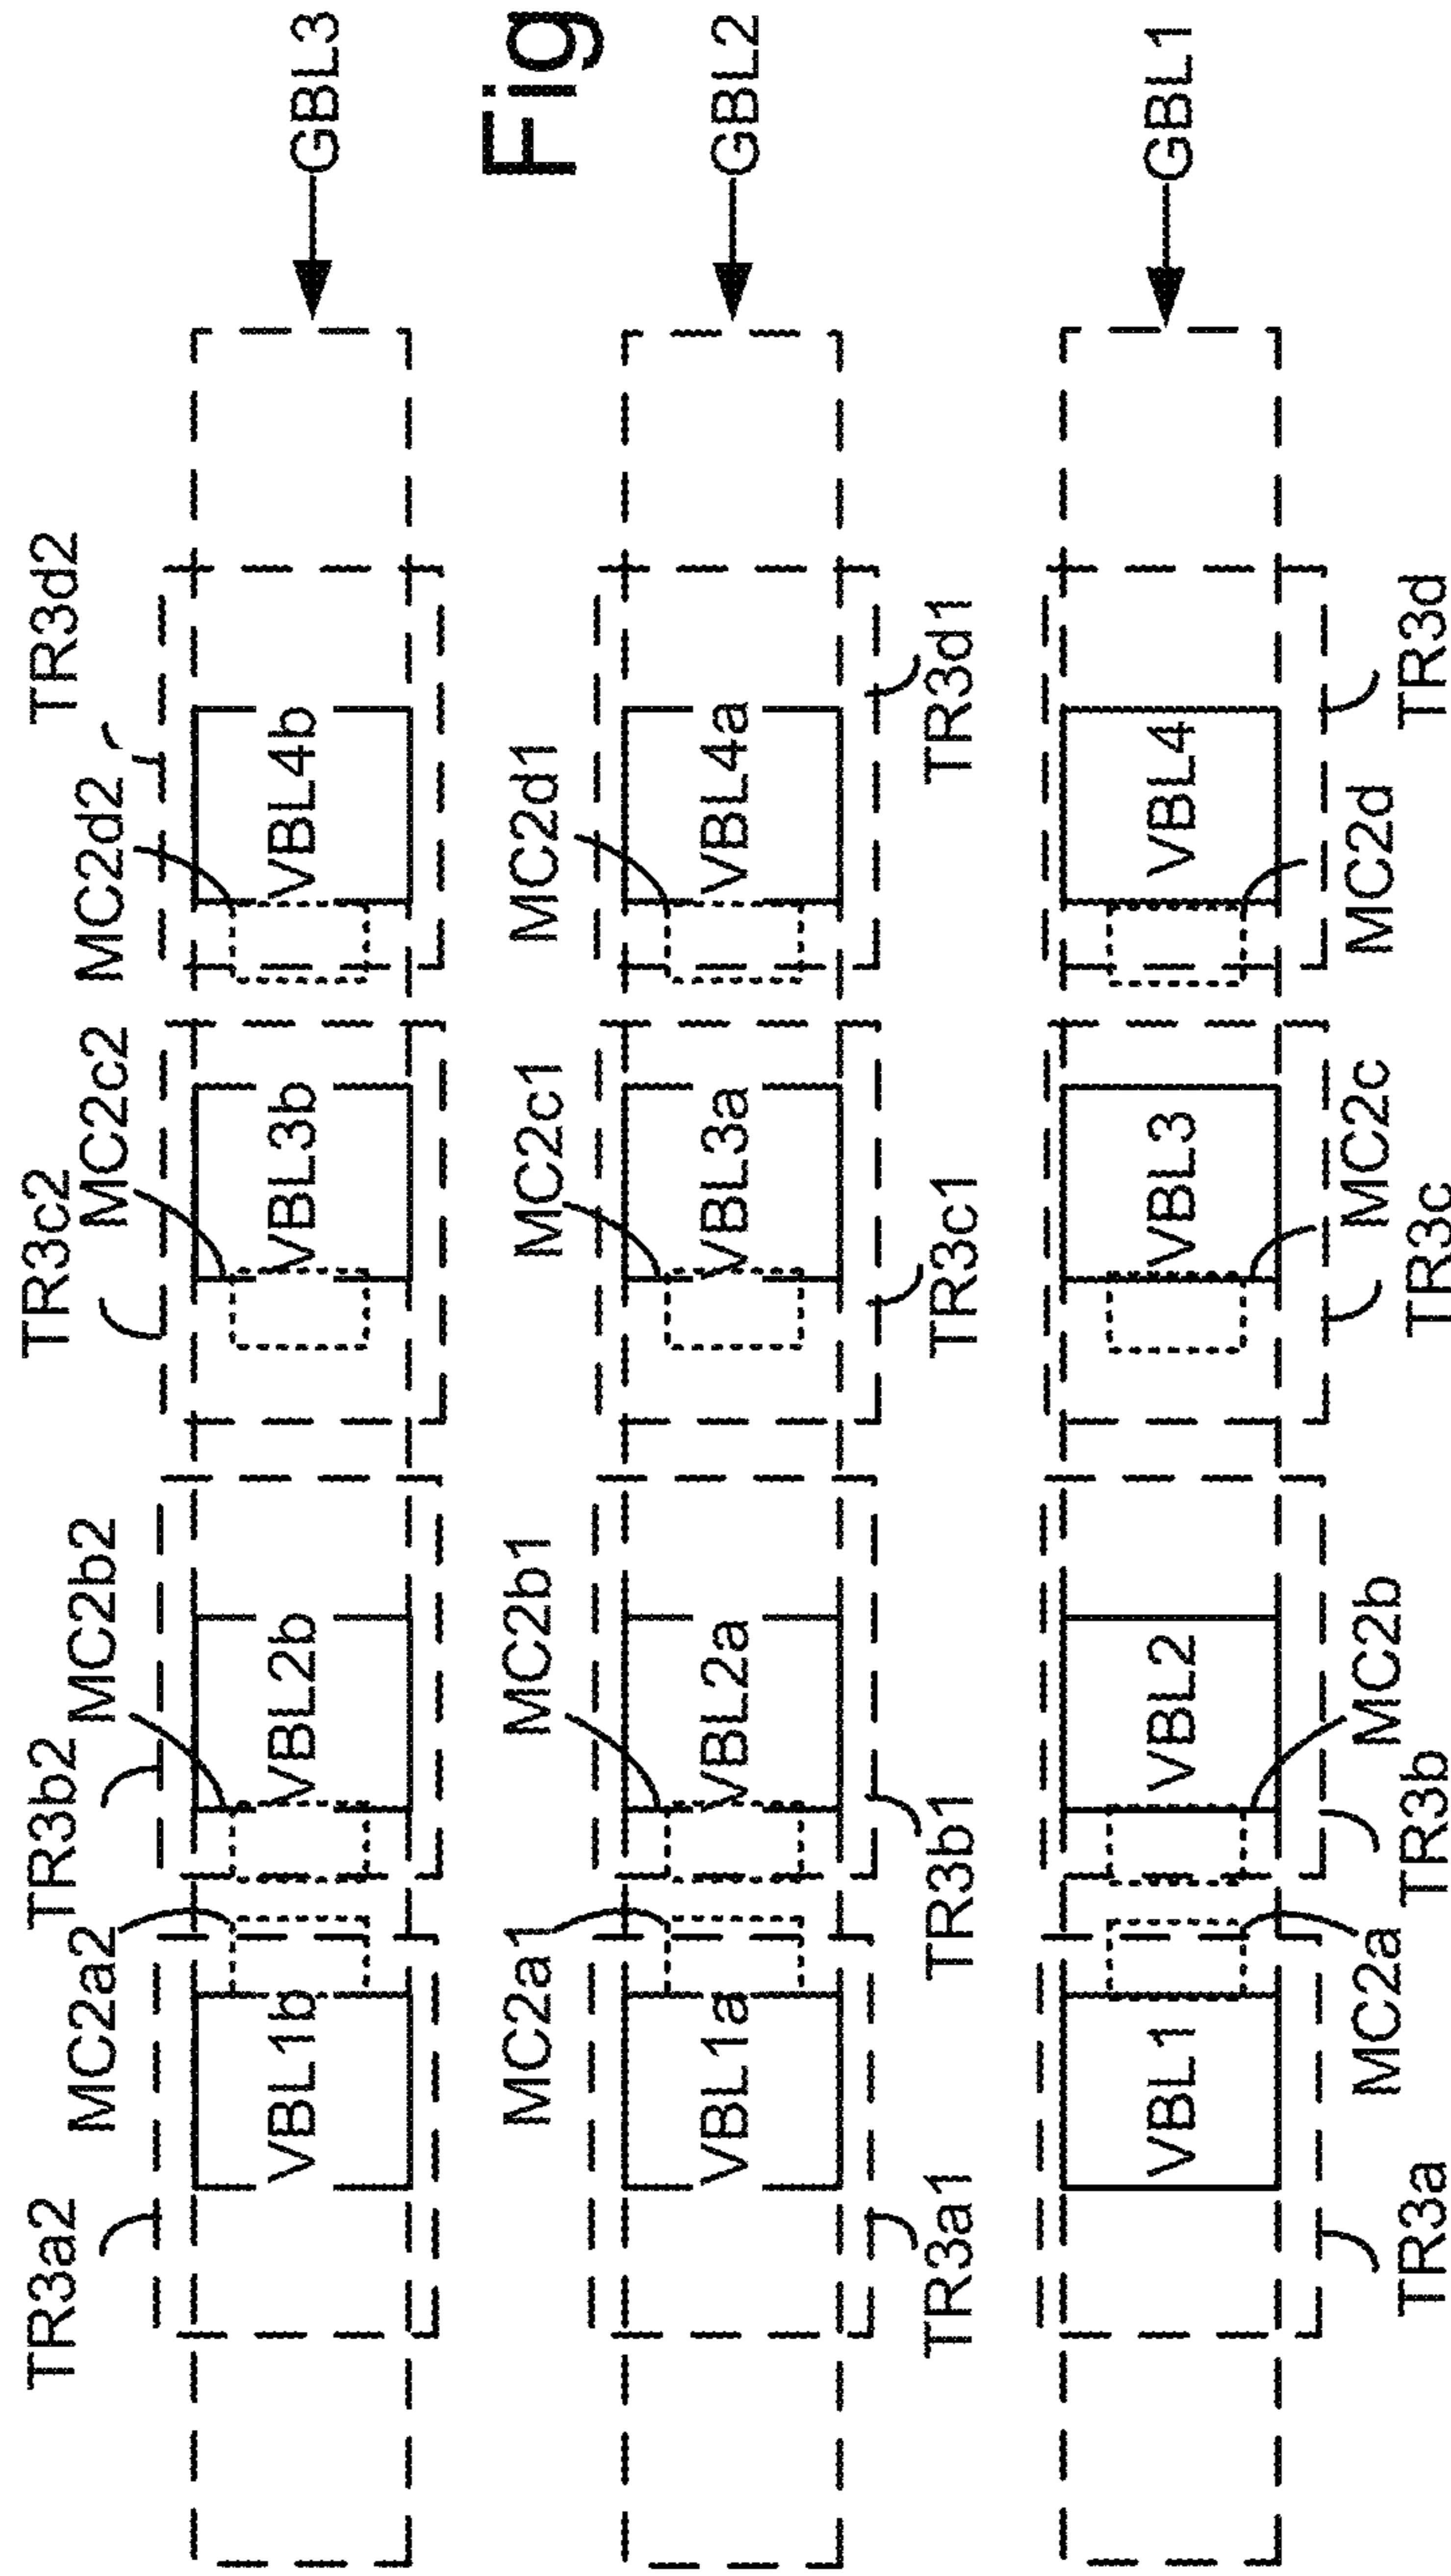 TR3a2
MC2a2
TR3b2
MC2b2
TR3c2
MC2c2
MC2d2
TR3d2
VBL1b
VBL2b
VBL3b
VBL4b
GBL3
Fig
MC2a1
MC2b1
MC2c1
MC2d1
VBL1a
VBL2a
VBL3a
VBL4a
GBL2
TR3a1
TR3b1
TR3c1
TR3d1
VBL1
VBL2
VBL3
VBL4
GBL1
MC2a
MC2b
MC2c
MC2d
TR3a
TR3b
TR3c
TR3d